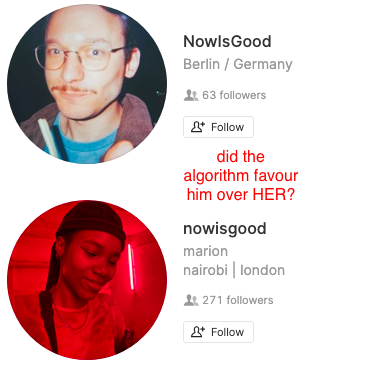 NowIsGood
Berlin / Germany
63 followers
Follow
did the
algorithm favour
him over HER?
nowisgood
marion
nairobi | london
271 followers
Follow